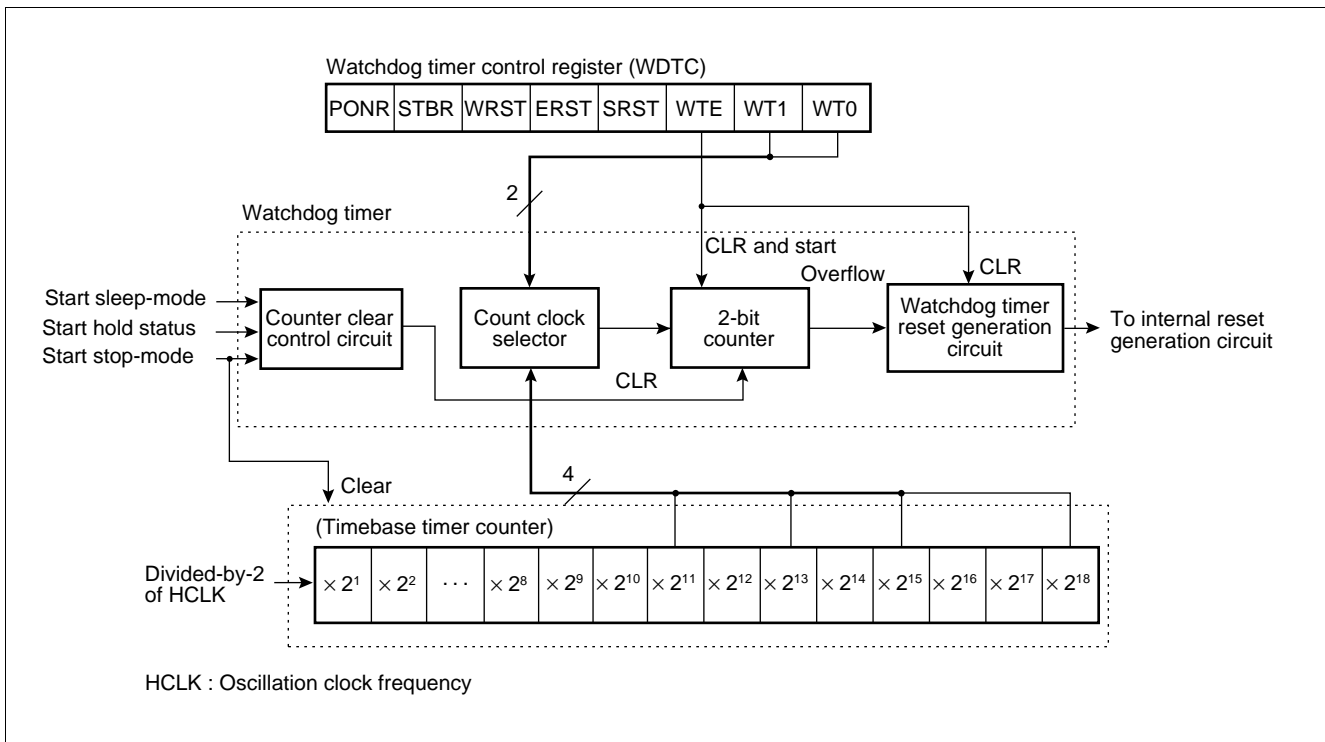 Watchdog timer control register (WDTC)
PONR STBR WRST ERST SRST WTE WT1 WT0
2
Watchdog timer
CLR and start
Overflow
CLR
Start sleep-mode
Start hold status
Start stop-mode
Counter clear
control circuit
Count clock
selector
2-bit
counter
Watchdog timer
reset generation
circuit
To internal reset
generation circuit
CLR
4
Clear
(Timebase timer counter)
Divided-by-2
of HCLK
× 2¹ × 2² ··· × 2⁸ × 2⁹ × 2¹⁰ × 2¹¹ × 2¹² × 2¹³ × 2¹⁴ × 2¹⁵ × 2¹⁶ × 2¹⁷ × 2¹⁸
HCLK : Oscillation clock frequency